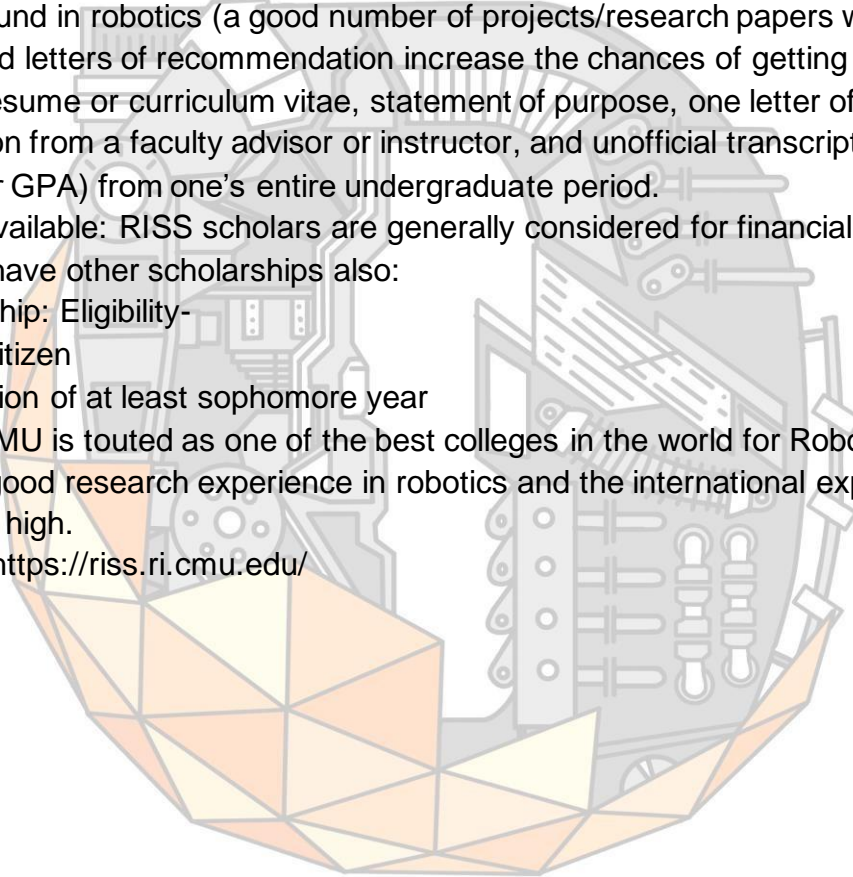 und in robotics (a good number of projects/research papers w
d letters of recommendation increase the chances of getting
esume or curriculum vitae, statement of purpose, one letter of
on from a faculty advisor or instructor, and unofficial transcript
r GPA) from one’s entire undergraduate period.
vailable: RISS scholars are generally considered for financial
have other scholarships also:
hip: Eligibility-
itizen
ion of at least sophomore year
MU is touted as one of the best colleges in the world for Robo
good research experience in robotics and the international exp
high.
https://riss.ri.cmu.edu/